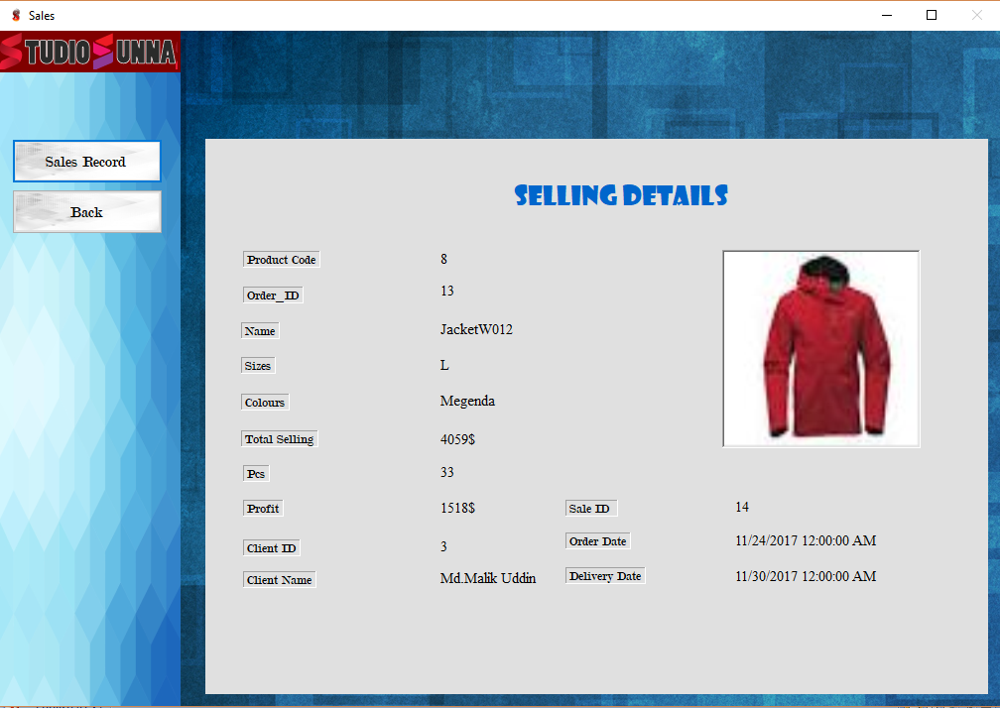 Sales
STUDIO SUNNA
Sales Record
Back
SELLING DETAILS
Product Code 8
Order_ID 13
Name JacketW012
Sizes L
Colours Megenda
Total Selling 4059$
Pcs 33
Profit 1518$ Sale ID 14
Order Date 11/24/2017 12:00:00 AM
Client ID 3
Delivery Date 11/30/2017 12:00:00 AM
Client Name Md.Malik Uddin